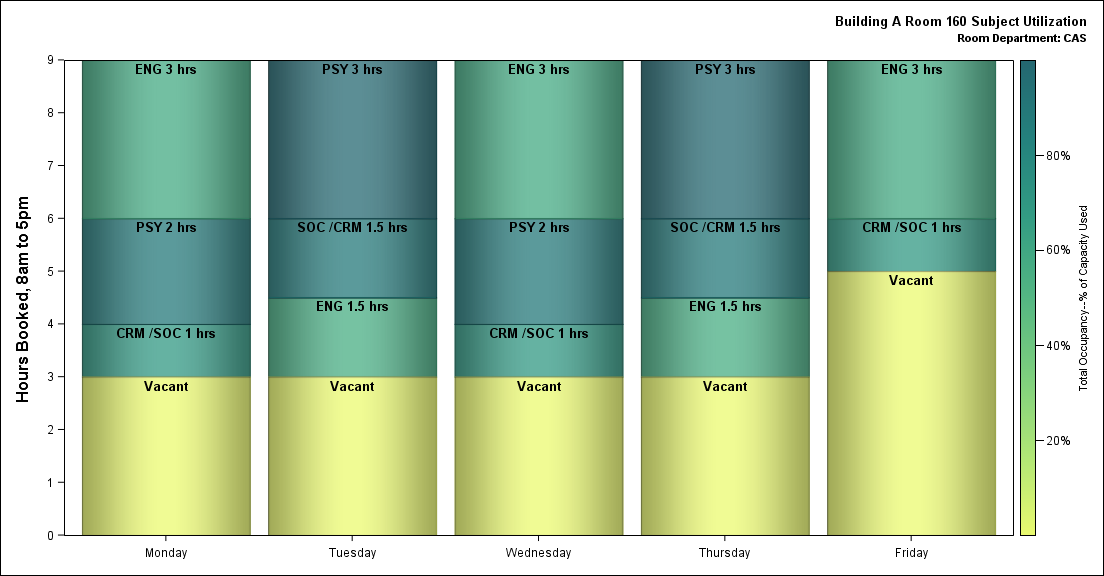 Building A Room 160 Subject Utilization
Room Department: CAS
Hours Booked, 8am to 5pm
9
8
7
6
5
4
3
2
1
0
ENG 3 hrs
PSY 2 hrs
CRM /SOC 1 hrs
Vacant
PSY 3 hrs
SOC /CRM 1.5 hrs
ENG 1.5 hrs
Vacant
ENG 3 hrs
PSY 2 hrs
CRM /SOC 1 hrs
Vacant
PSY 3 hrs
SOC /CRM 1.5 hrs
ENG 1.5 hrs
Vacant
ENG 3 hrs
CRM /SOC 1 hrs
Vacant
Monday
Tuesday
Wednesday
Thursday
Friday
80%
60%
40%
20%
Total Occupancy--% of Capacity Used